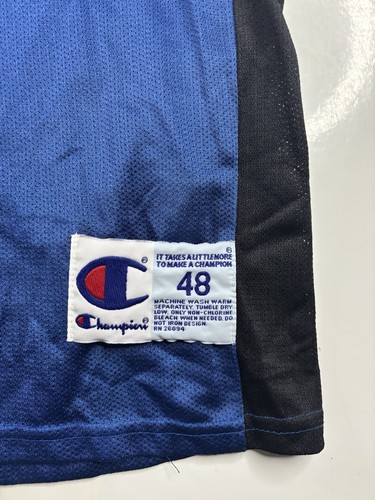 IT TAKES A LITTLE MORE
TO MAKE A CHAMPION®
48
MACHINE WASH WARM
SEPARATELY, TUMBLE DRY
LOW, ONLY NON-CHLORINE
BLEACH WHEN NEEDED. DO
NOT IRON DESIGN.
RN 26094
Champion®